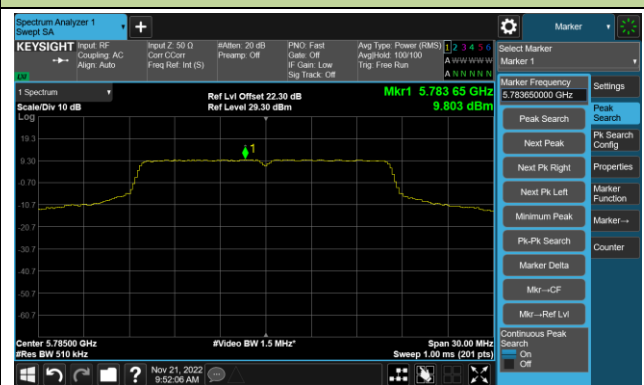 Spectrum Analyzer 1
Swept SA
Marker
KEYSIGHT
Input: RF
Coupling: AC
Align: Auto
Input Z: 50 Ω
Corr CCorr
Freq Ref: Int (S)
#Atten: 20 dB
Preamp: Off
PNO: Fast
Gate: Off
IF Gain: Low
Sig Track: Off
Avg Type: Power (RMS)
Avg|Hold: 100/100
Trig: Free Run
1 2 3 4 5 6
A W W W W W
A N N N N N
Select Marker
Marker 1
LXI
1 Spectrum
Scale/Div 10 dB
Log
Ref Lvl Offset 22.30 dB
Ref Level 29.30 dBm
Mkr1 5.783 65 GHz
9.803 dBm
19.3
9.30
-0.70
-10.7
-20.7
-30.7
-40.7
-50.7
-60.7
1
Center 5.78500 GHz
#Res BW 510 kHz
#Video BW 1.5 MHz*
Span 30.00 MHz
Sweep 1.00 ms (201 pts)
Marker Frequency
5.783650000 GHz
Peak Search
Next Peak
Next Pk Right
Next Pk Left
Minimum Peak
Pk-Pk Search
Marker Delta
Mkr→CF
Mkr→Ref Lvl
Continuous Peak
Search
On
Off
Settings
Peak
Search
Pk Search
Config
Properties
Marker
Function
Marker→
Counter
?
Nov 21, 2022
9:52:06 AM